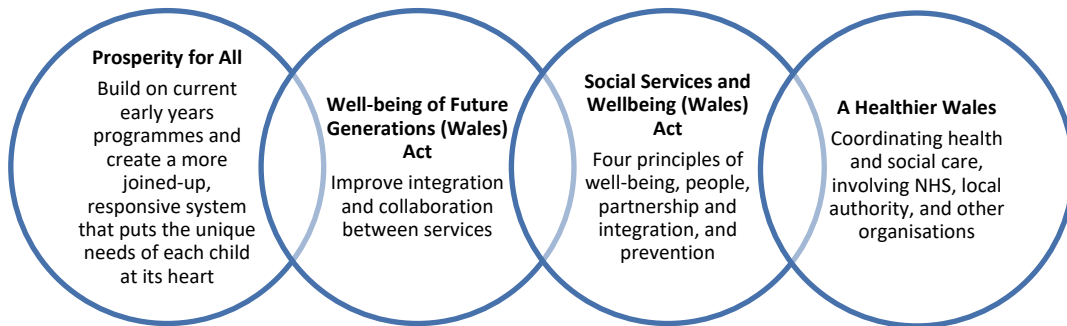 Prosperity for All
Build on current
early years
programmes and
create a more
joined-up,
responsive system
that puts the unique
needs of each child
at its heart
Well-being of Future
Generations (Wales)
Act
Improve integration
and collaboration
between services
Social Services and
Wellbeing (Wales)
Act
Four principles of
well-being, people,
partnership and
integration, and
prevention
A Healthier Wales
Coordinating health
and social care,
involving NHS, local
authority, and other
organisations